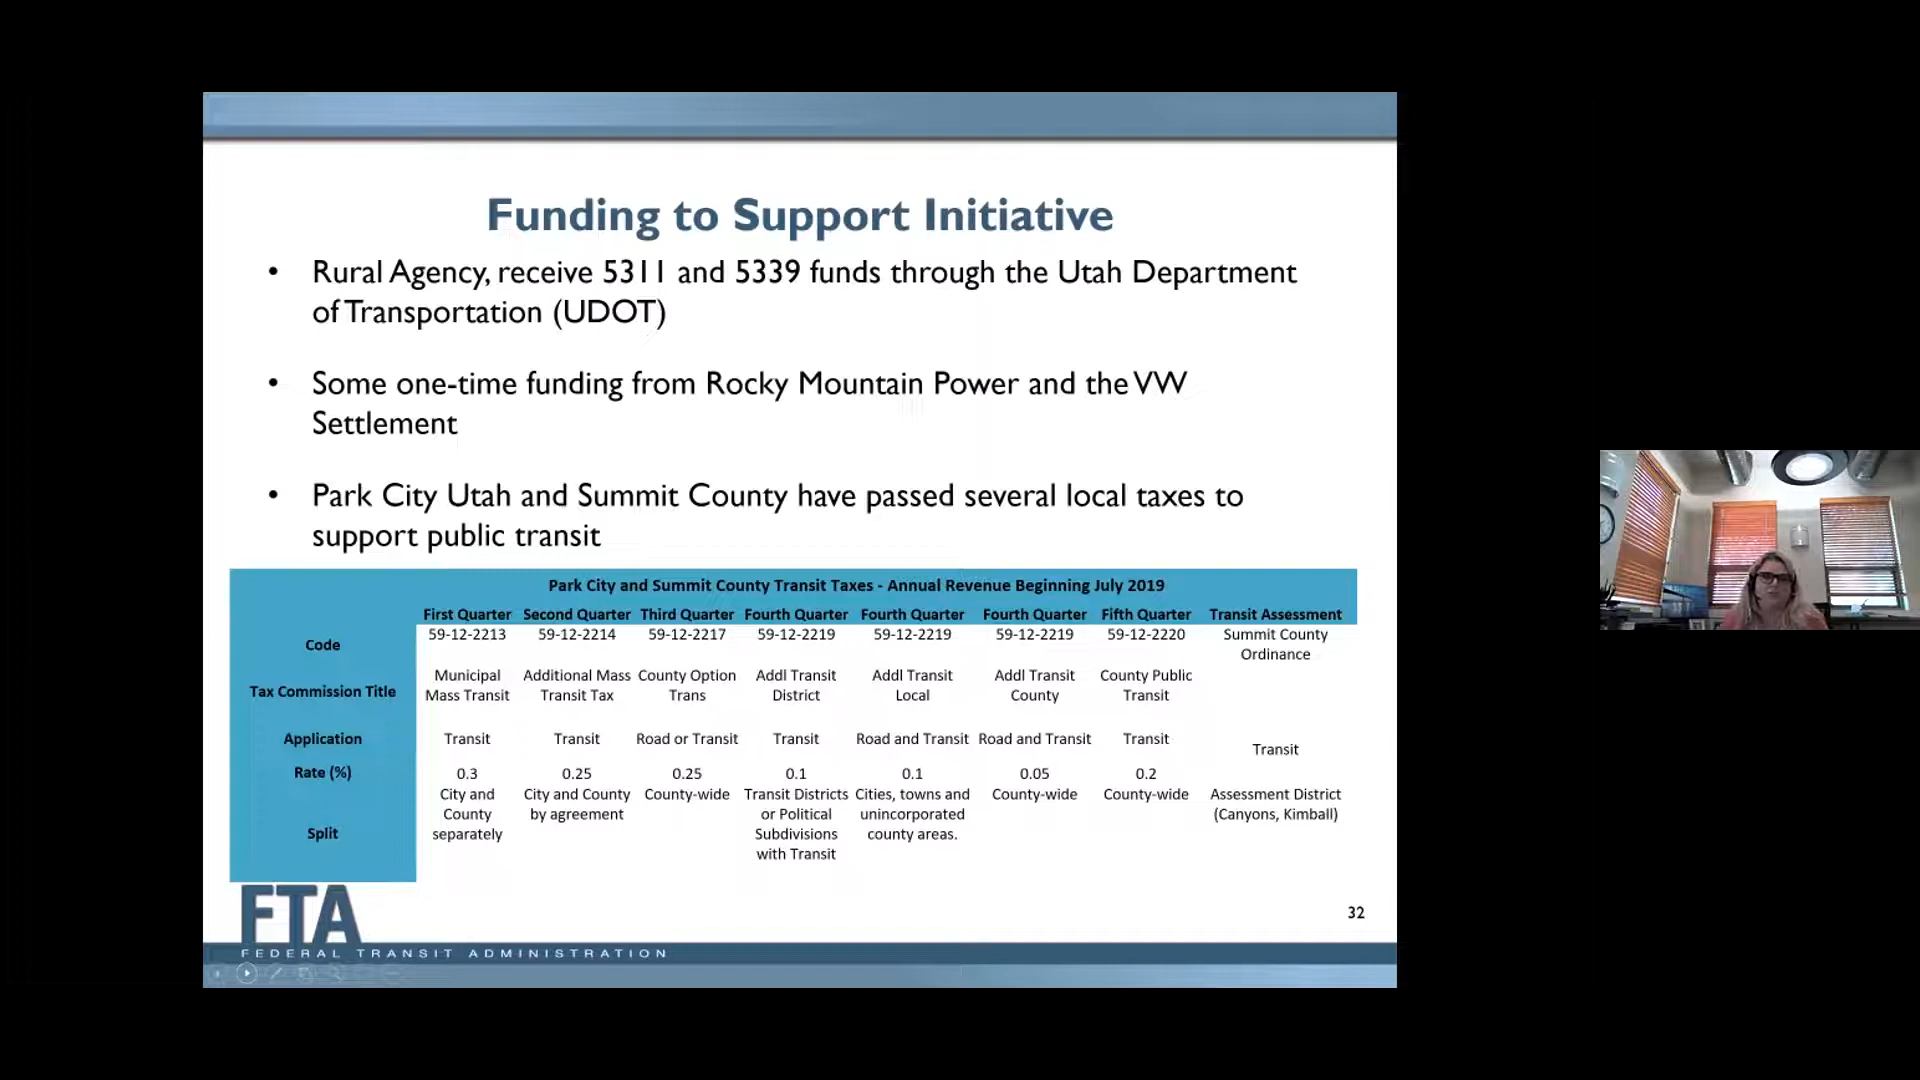 Funding to Support Initiative
• Rural Agency, receive 5311 and 5339 funds through the Utah Department
of Transportation (UDOT)
• Some one-time funding from Rocky Mountain Power and the VW
Settlement
• Park City Utah and Summit County have passed several local taxes to
support public transit
Park City and Summit County Transit Taxes - Annual Revenue Beginning July 2019
First Quarter Second Quarter Third Quarter Fourth Quarter Fourth Quarter Fourth Quarter Fifth Quarter Transit Assessment
Code 59-12-2213 59-12-2214 59-12-2217 59-12-2219 59-12-2219 59-12-2219 59-12-2220 Summit County
Ordinance
Tax Commission Title Municipal Additional Mass County Option Addl Transit Addl Transit Addl Transit County Public
Mass Transit Transit Tax Trans District Local County Transit
Application Transit Transit Road or Transit Transit Road and Transit Road and Transit Transit Transit
Rate (%) 0.3 0.25 0.25 0.1 0.1 0.05 0.2
Split City and City and County County-wide Transit Districts Cities, towns and County-wide County-wide Assessment District
County by agreement or Political unincorporated (Canyons, Kimball)
separately Subdivisions county areas.
with Transit
32
FTA
FEDERAL TRANSIT ADMINISTRATION